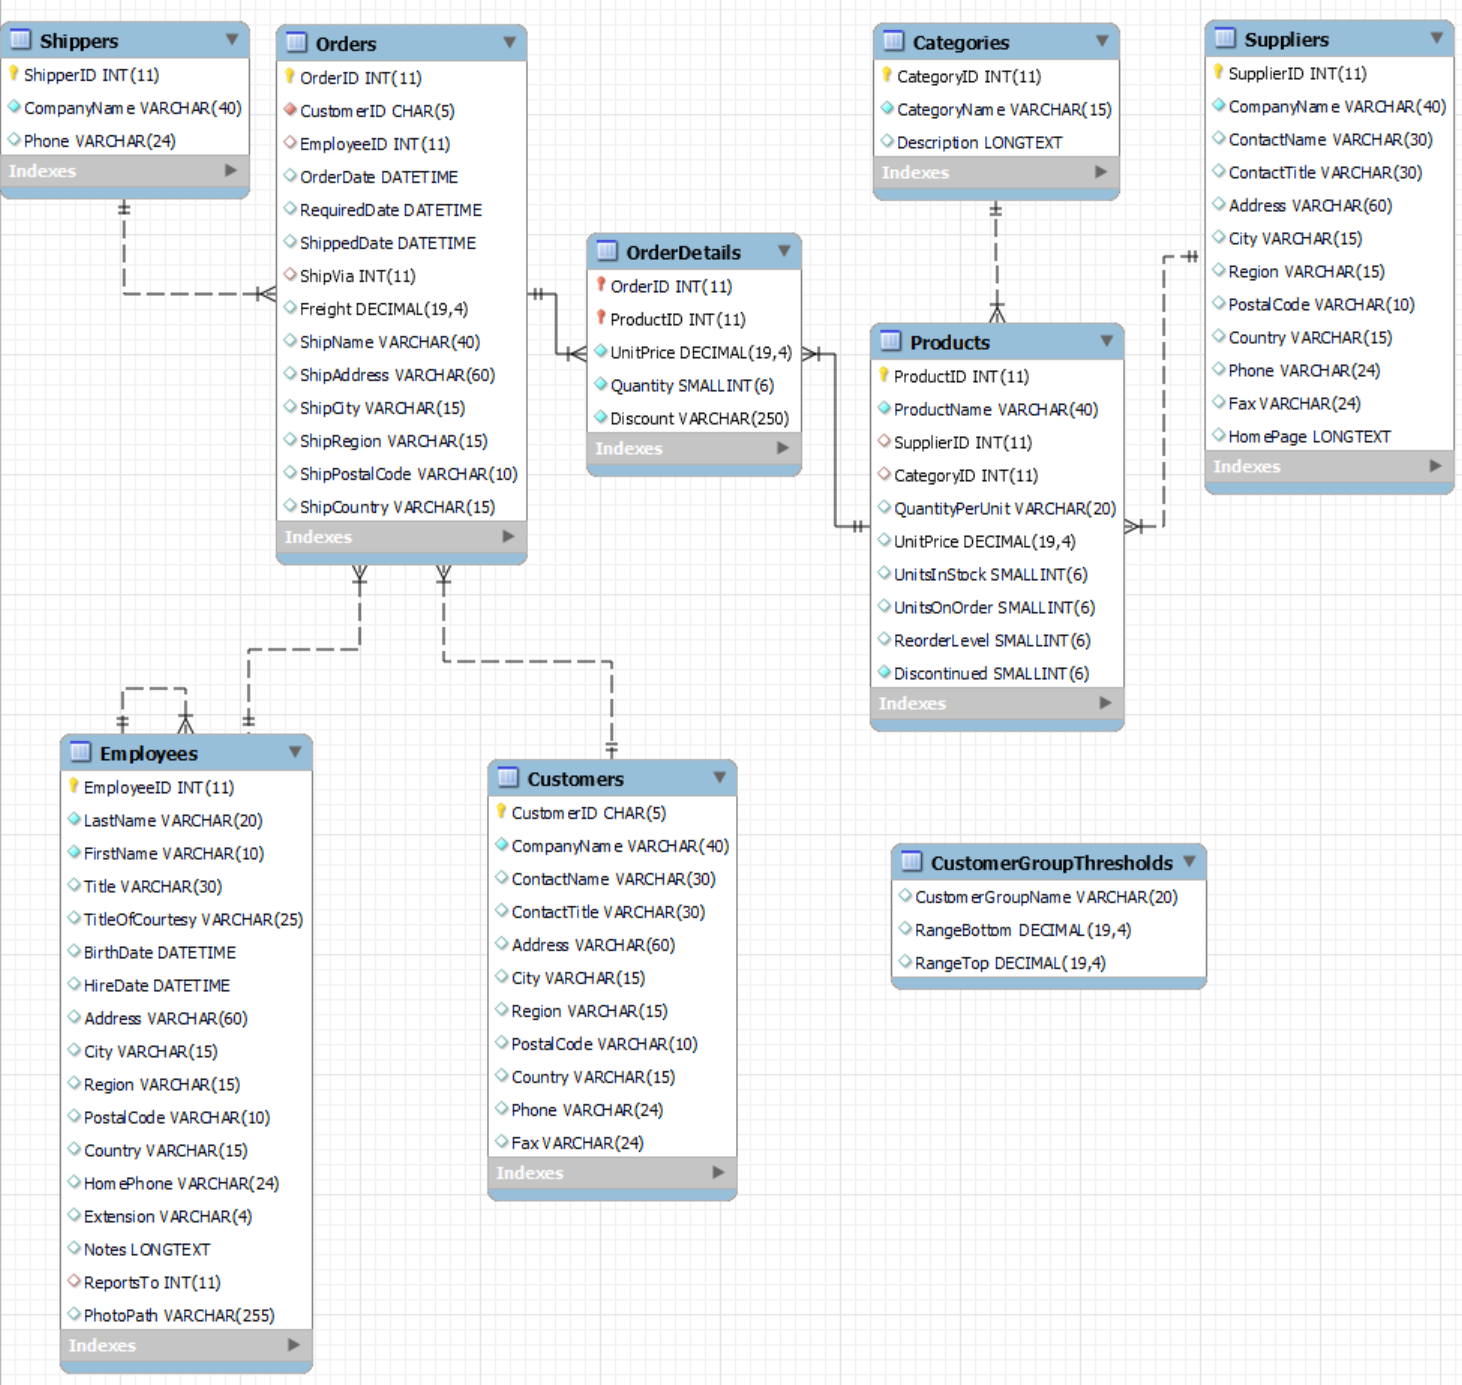 Shippers
ShipperID INT(11)
CompanyName VARCHAR(40)
Phone VARCHAR(24)
Indexes
Orders
OrderID INT(11)
CustomerID CHAR(5)
EmployeeID INT(11)
OrderDate DATETIME
RequiredDate DATETIME
ShippedDate DATETIME
ShipVia INT(11)
Freight DECIMAL(19,4)
ShipName VARCHAR(40)
ShipAddress VARCHAR(60)
ShipCity VARCHAR(15)
ShipRegion VARCHAR(15)
ShipPostalCode VARCHAR(10)
ShipCountry VARCHAR(15)
Indexes
OrderDetails
OrderID INT(11)
ProductID INT(11)
UnitPrice DECIMAL(19,4)
Quantity SMALLINT(6)
Discount VARCHAR(250)
Indexes
Categories
CategoryID INT(11)
CategoryName VARCHAR(15)
Description LONGTEXT
Indexes
Suppliers
SupplierID INT(11)
CompanyName VARCHAR(40)
ContactName VARCHAR(30)
ContactTitle VARCHAR(30)
Address VARCHAR(60)
City VARCHAR(15)
Region VARCHAR(15)
PostalCode VARCHAR(10)
Country VARCHAR(15)
Phone VARCHAR(24)
Fax VARCHAR(24)
HomePage LONGTEXT
Indexes
Products
ProductID INT(11)
ProductName VARCHAR(40)
SupplierID INT(11)
CategoryID INT(11)
QuantityPerUnit VARCHAR(20)
UnitPrice DECIMAL(19,4)
UnitsInStock SMALLINT(6)
UnitsOnOrder SMALLINT(6)
ReorderLevel SMALLINT(6)
Discontinued SMALLINT(6)
Indexes
Employees
EmployeeID INT(11)
LastName VARCHAR(20)
FirstName VARCHAR(10)
Title VARCHAR(30)
TitleOfCourtesy VARCHAR(25)
BirthDate DATETIME
HireDate DATETIME
Address VARCHAR(60)
City VARCHAR(15)
Region VARCHAR(15)
PostalCode VARCHAR(10)
Country VARCHAR(15)
HomePhone VARCHAR(24)
Extension VARCHAR(4)
Notes LONGTEXT
ReportsTo INT(11)
PhotoPath VARCHAR(255)
Indexes
Customers
CustomerID CHAR(5)
CompanyName VARCHAR(40)
ContactName VARCHAR(30)
ContactTitle VARCHAR(30)
Address VARCHAR(60)
City VARCHAR(15)
Region VARCHAR(15)
PostalCode VARCHAR(10)
Country VARCHAR(15)
Phone VARCHAR(24)
Fax VARCHAR(24)
Indexes
CustomerGroupThresholds
CustomerGroupName VARCHAR(20)
RangeBottom DECIMAL(19,4)
RangeTop DECIMAL(19,4)